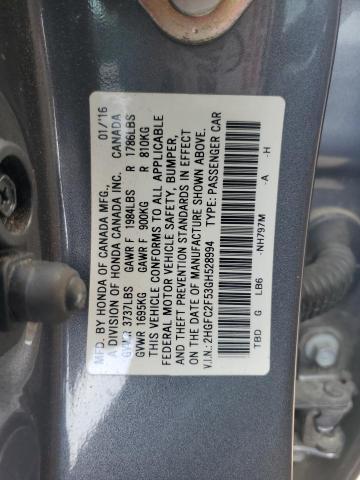 MFD. BY HONDA OF CANADA MFG., 01/16
A DIVISION OF HONDA CANADA INC. CANADA
GVWR 3737LBS GAWR F 1984LBS R 1786LBS
GVWR 1695KG GAWR F 900KG R 810KG
THIS VEHICLE CONFORMS TO ALL APPLICABLE
FEDERAL MOTOR VEHICLE SAFETY, BUMPER,
AND THEFT PREVENTION STANDARDS IN EFFECT
ON THE DATE OF MANUFACTURE SHOWN ABOVE.
V.I.N.: 2HGFC2F53GH528994 TYPE: PASSENGER CAR
TBD G LB6 -NH797M -A -H